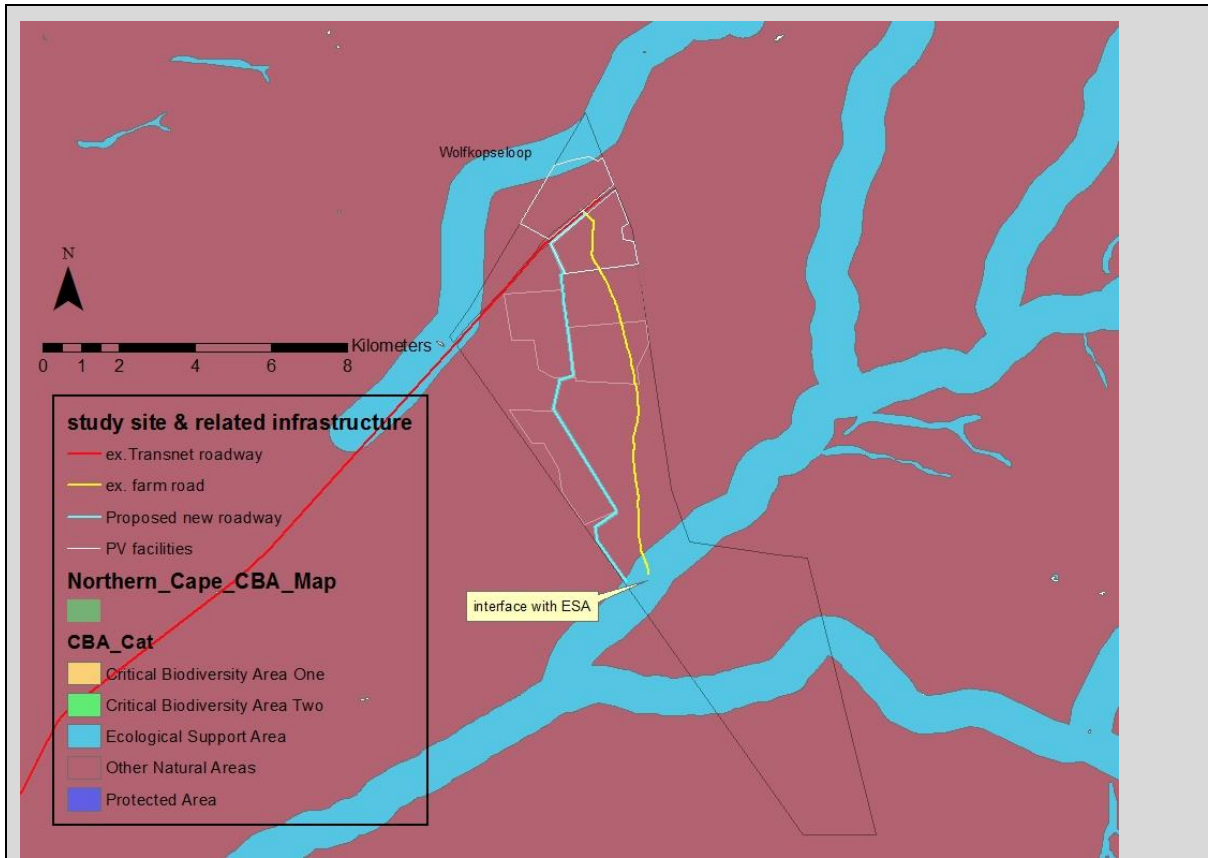 Wolfkopseloop
N
Kilometers
0 1 2 4 6 8
study site & related infrastructure
ex.Transnet roadway
ex. farm road
Proposed new roadway
PV facilities
Northern_Cape_CBA_Map
CBA_Cat
Critical Biodiversity Area One
Critical Biodiversity Area Two
Ecological Support Area
Other Natural Areas
Protected Area
interface with ESA